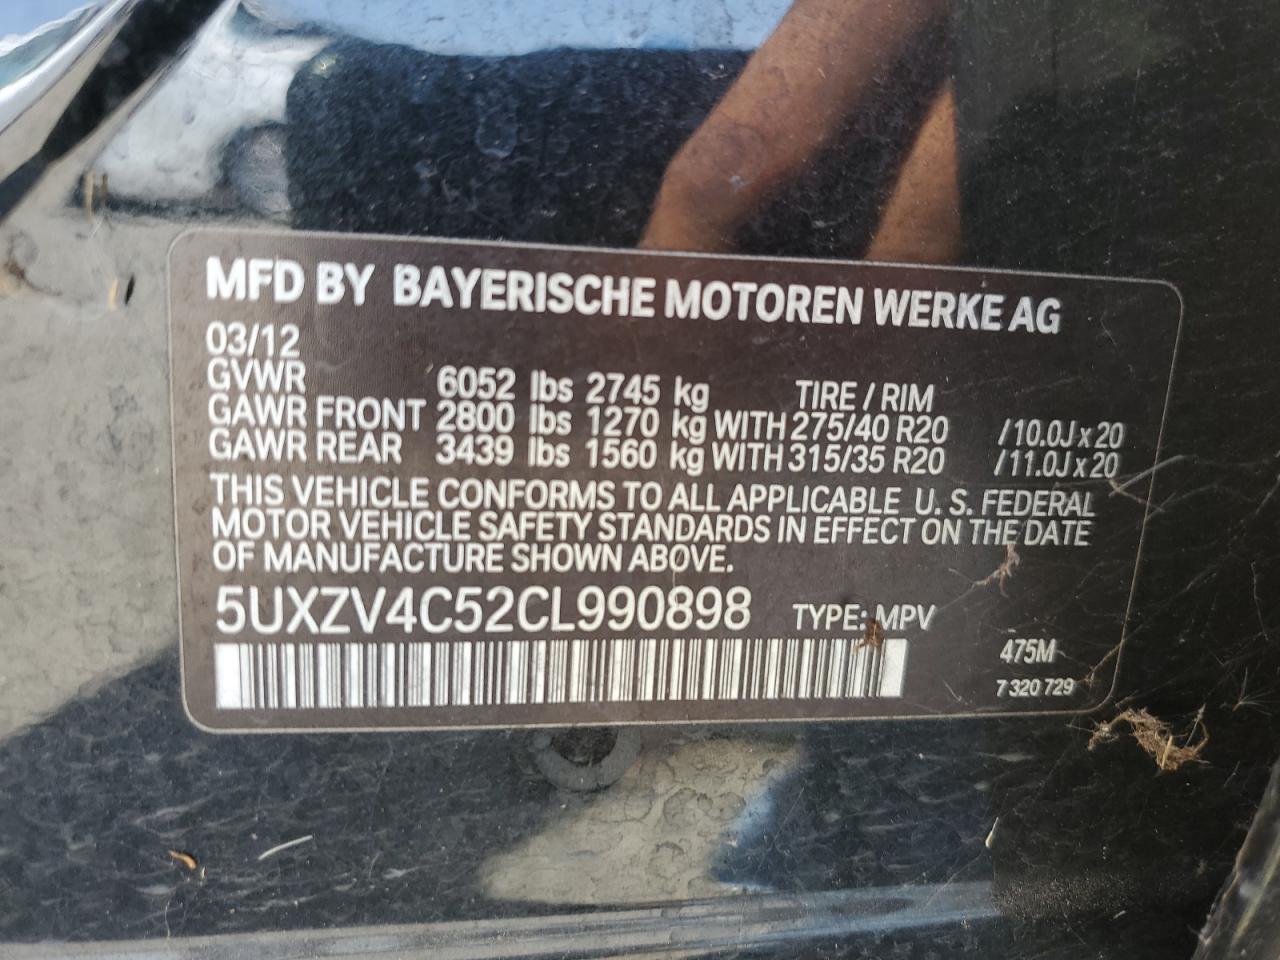 MFD BY BAYERISCHE MOTOREN WERKE AG
03/12
GVWR 6052 lbs 2745 kg TIRE / RIM
GAWR FRONT 2800 lbs 1270 kg WITH 275/40 R20 /10.0J x 20
GAWR REAR 3439 lbs 1560 kg WITH 315/35 R20 /11.0J x 20
THIS VEHICLE CONFORMS TO ALL APPLICABLE U. S. FEDERAL
MOTOR VEHICLE SAFETY STANDARDS IN EFFECT ON THE DATE
OF MANUFACTURE SHOWN ABOVE.
5UXZV4C52CL990898 TYPE: MPV
475M
7 320 729